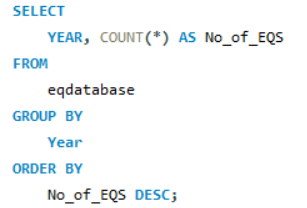 SELECT
YEAR, COUNT(*) AS No_of_EQS
FROM
eqdatabase
GROUP BY
Year
ORDER BY
No_of_EQS DESC;